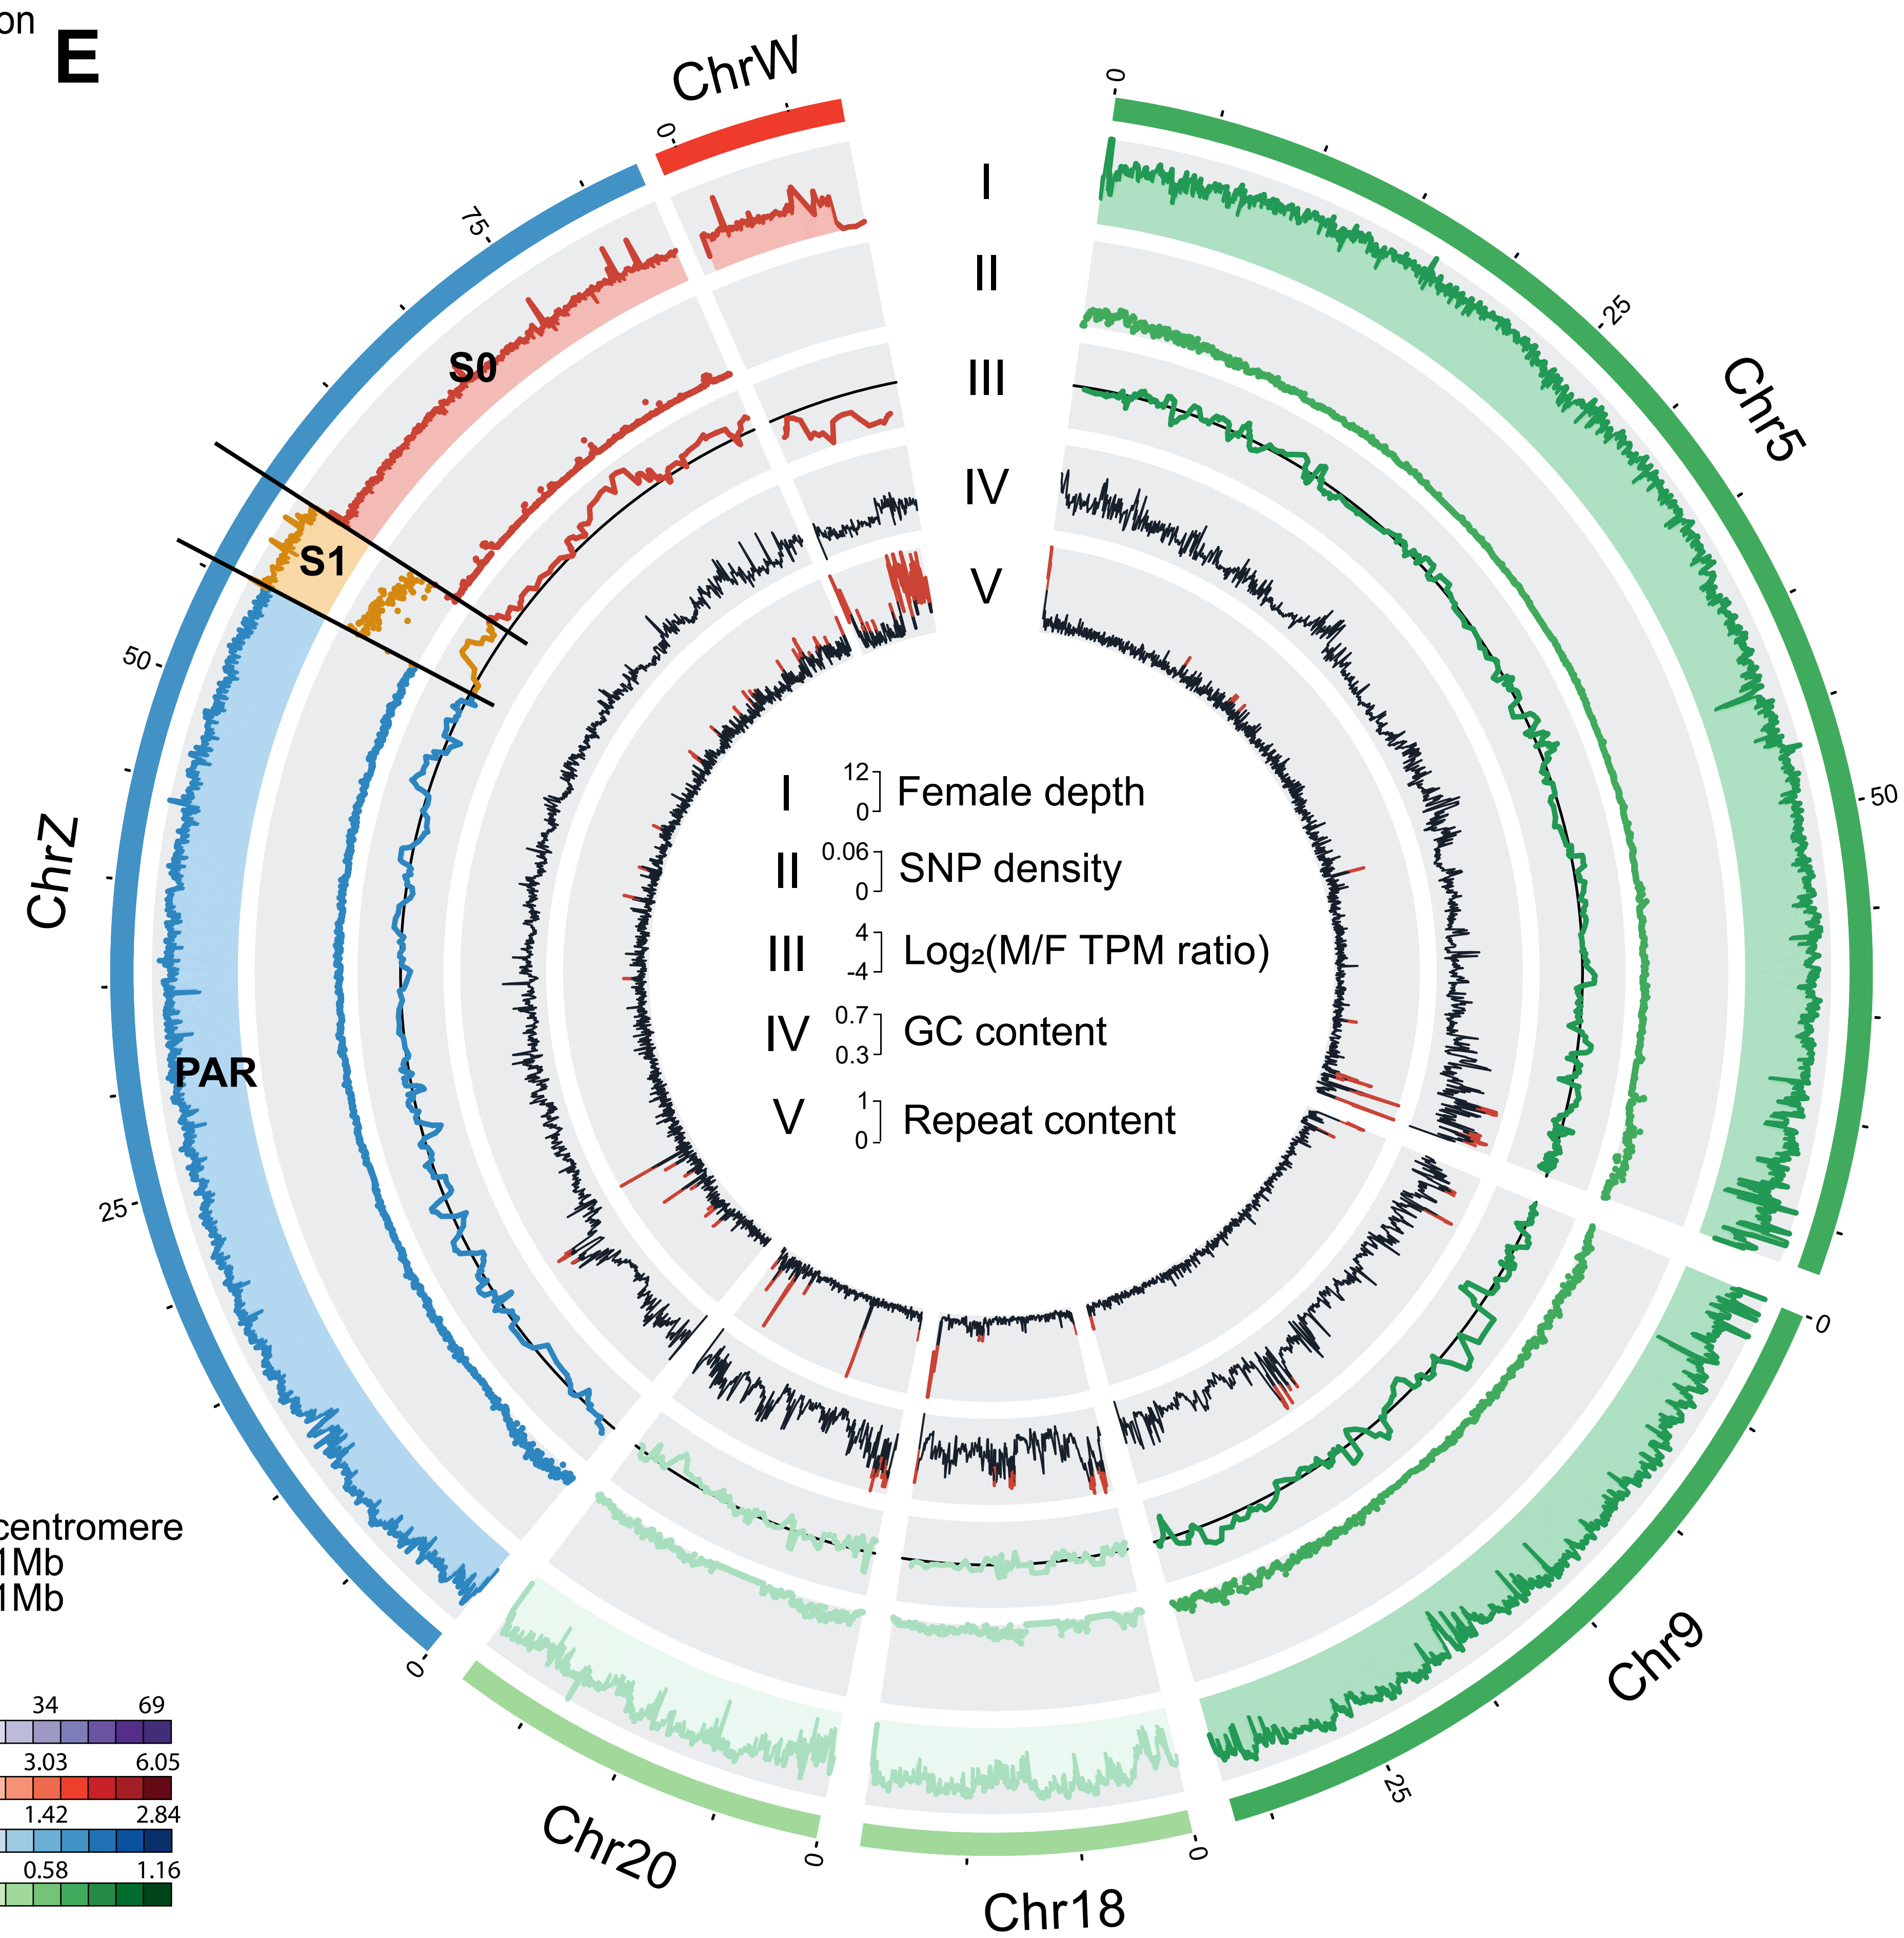 on
E
ChrW
0
0
I
II
III
IV
V
75
25
S0
Chr5
S1
50
50
ChrZ
I 12 0 Female depth
II 0.06 0 SNP density
III 4 -4 Log₂(M/F TPM ratio)
IV 0.7 0.3 GC content
V 1 0 Repeat content
PAR
25
0
centromere
1Mb
1Mb
0
Chr9
34 69
3.03 6.05
1.42 2.84
0.58 1.16
25
Chr20
0
0
Chr18